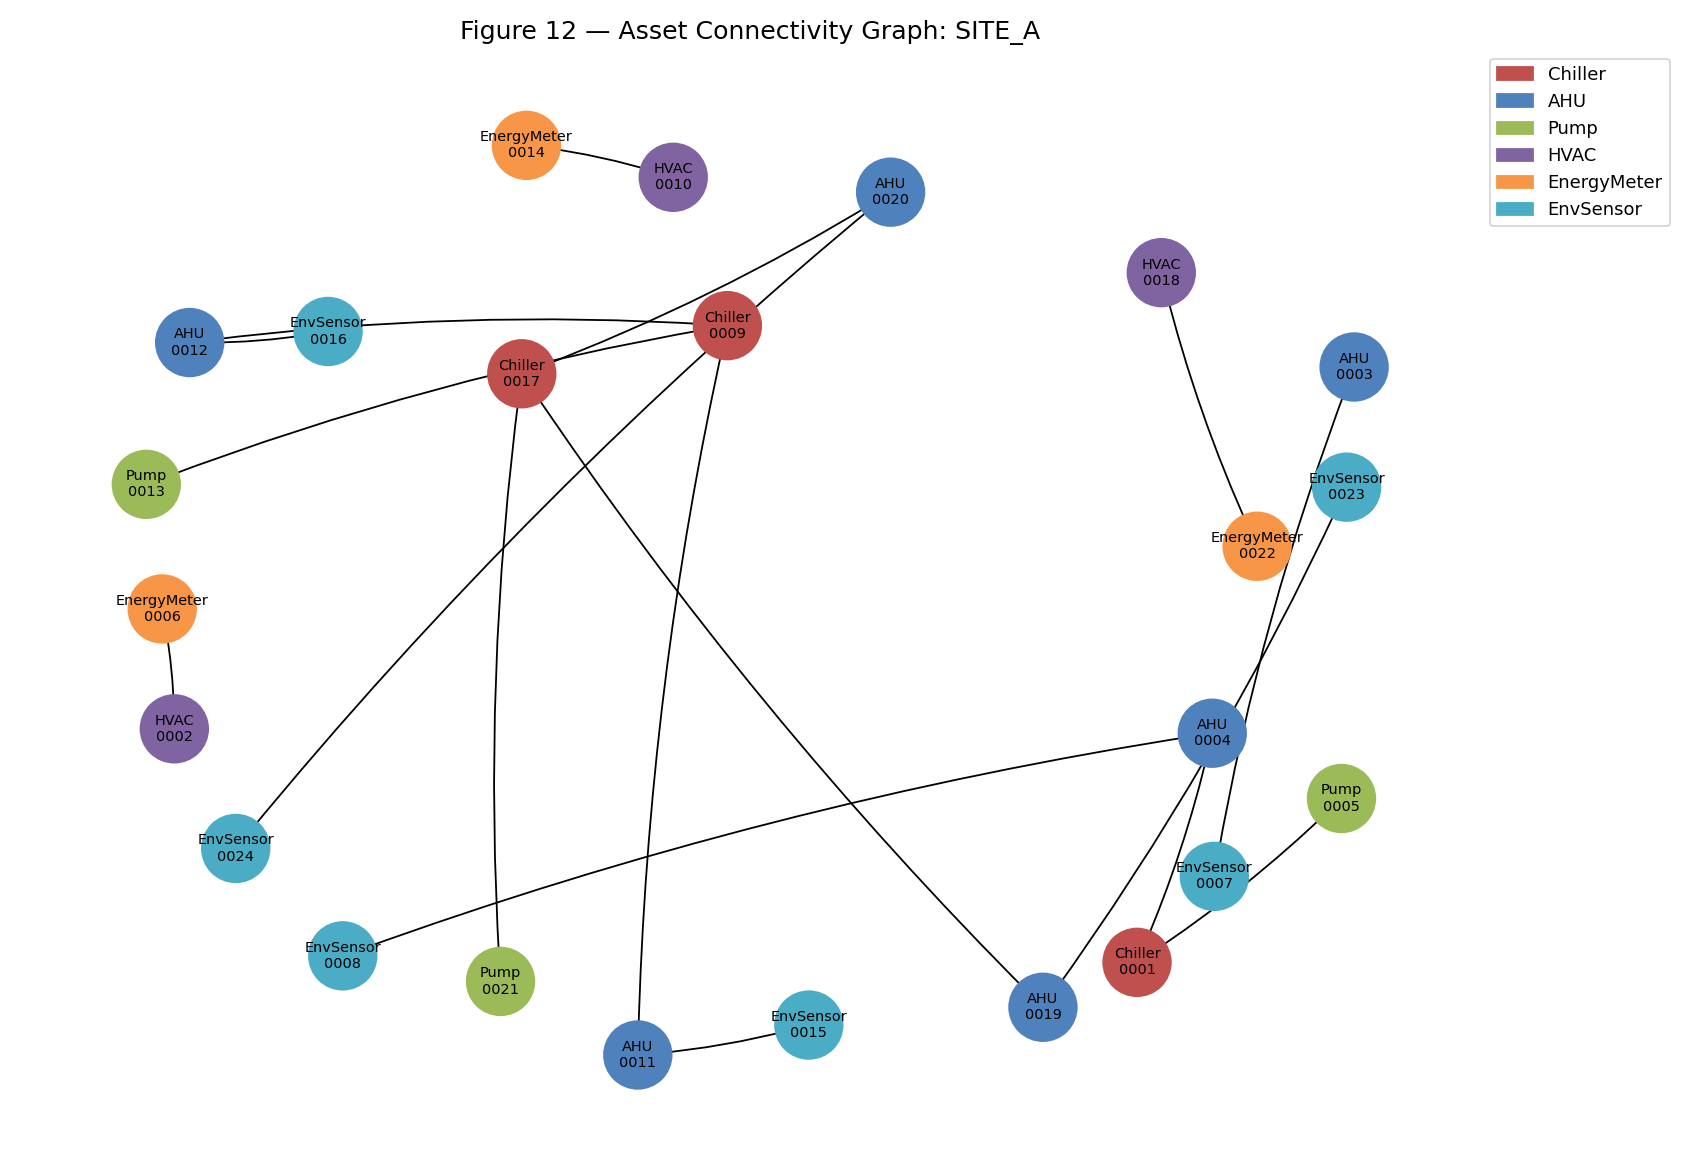 Figure 12 — Asset Connectivity Graph: SITE_A
Chiller
AHU
Pump
HVAC
EnergyMeter
EnvSensor
EnergyMeter
0014
HVAC
0010
AHU
0020
HVAC
0018
AHU
0012
EnvSensor
0016
Chiller
0009
Chiller
0017
AHU
0003
Pump
0013
EnvSensor
0023
EnergyMeter
0022
EnergyMeter
0006
HVAC
0002
AHU
0004
Pump
0005
EnvSensor
0024
EnvSensor
0007
EnvSensor
0008
Pump
0021
Chiller
0001
AHU
0019
EnvSensor
0015
AHU
0011